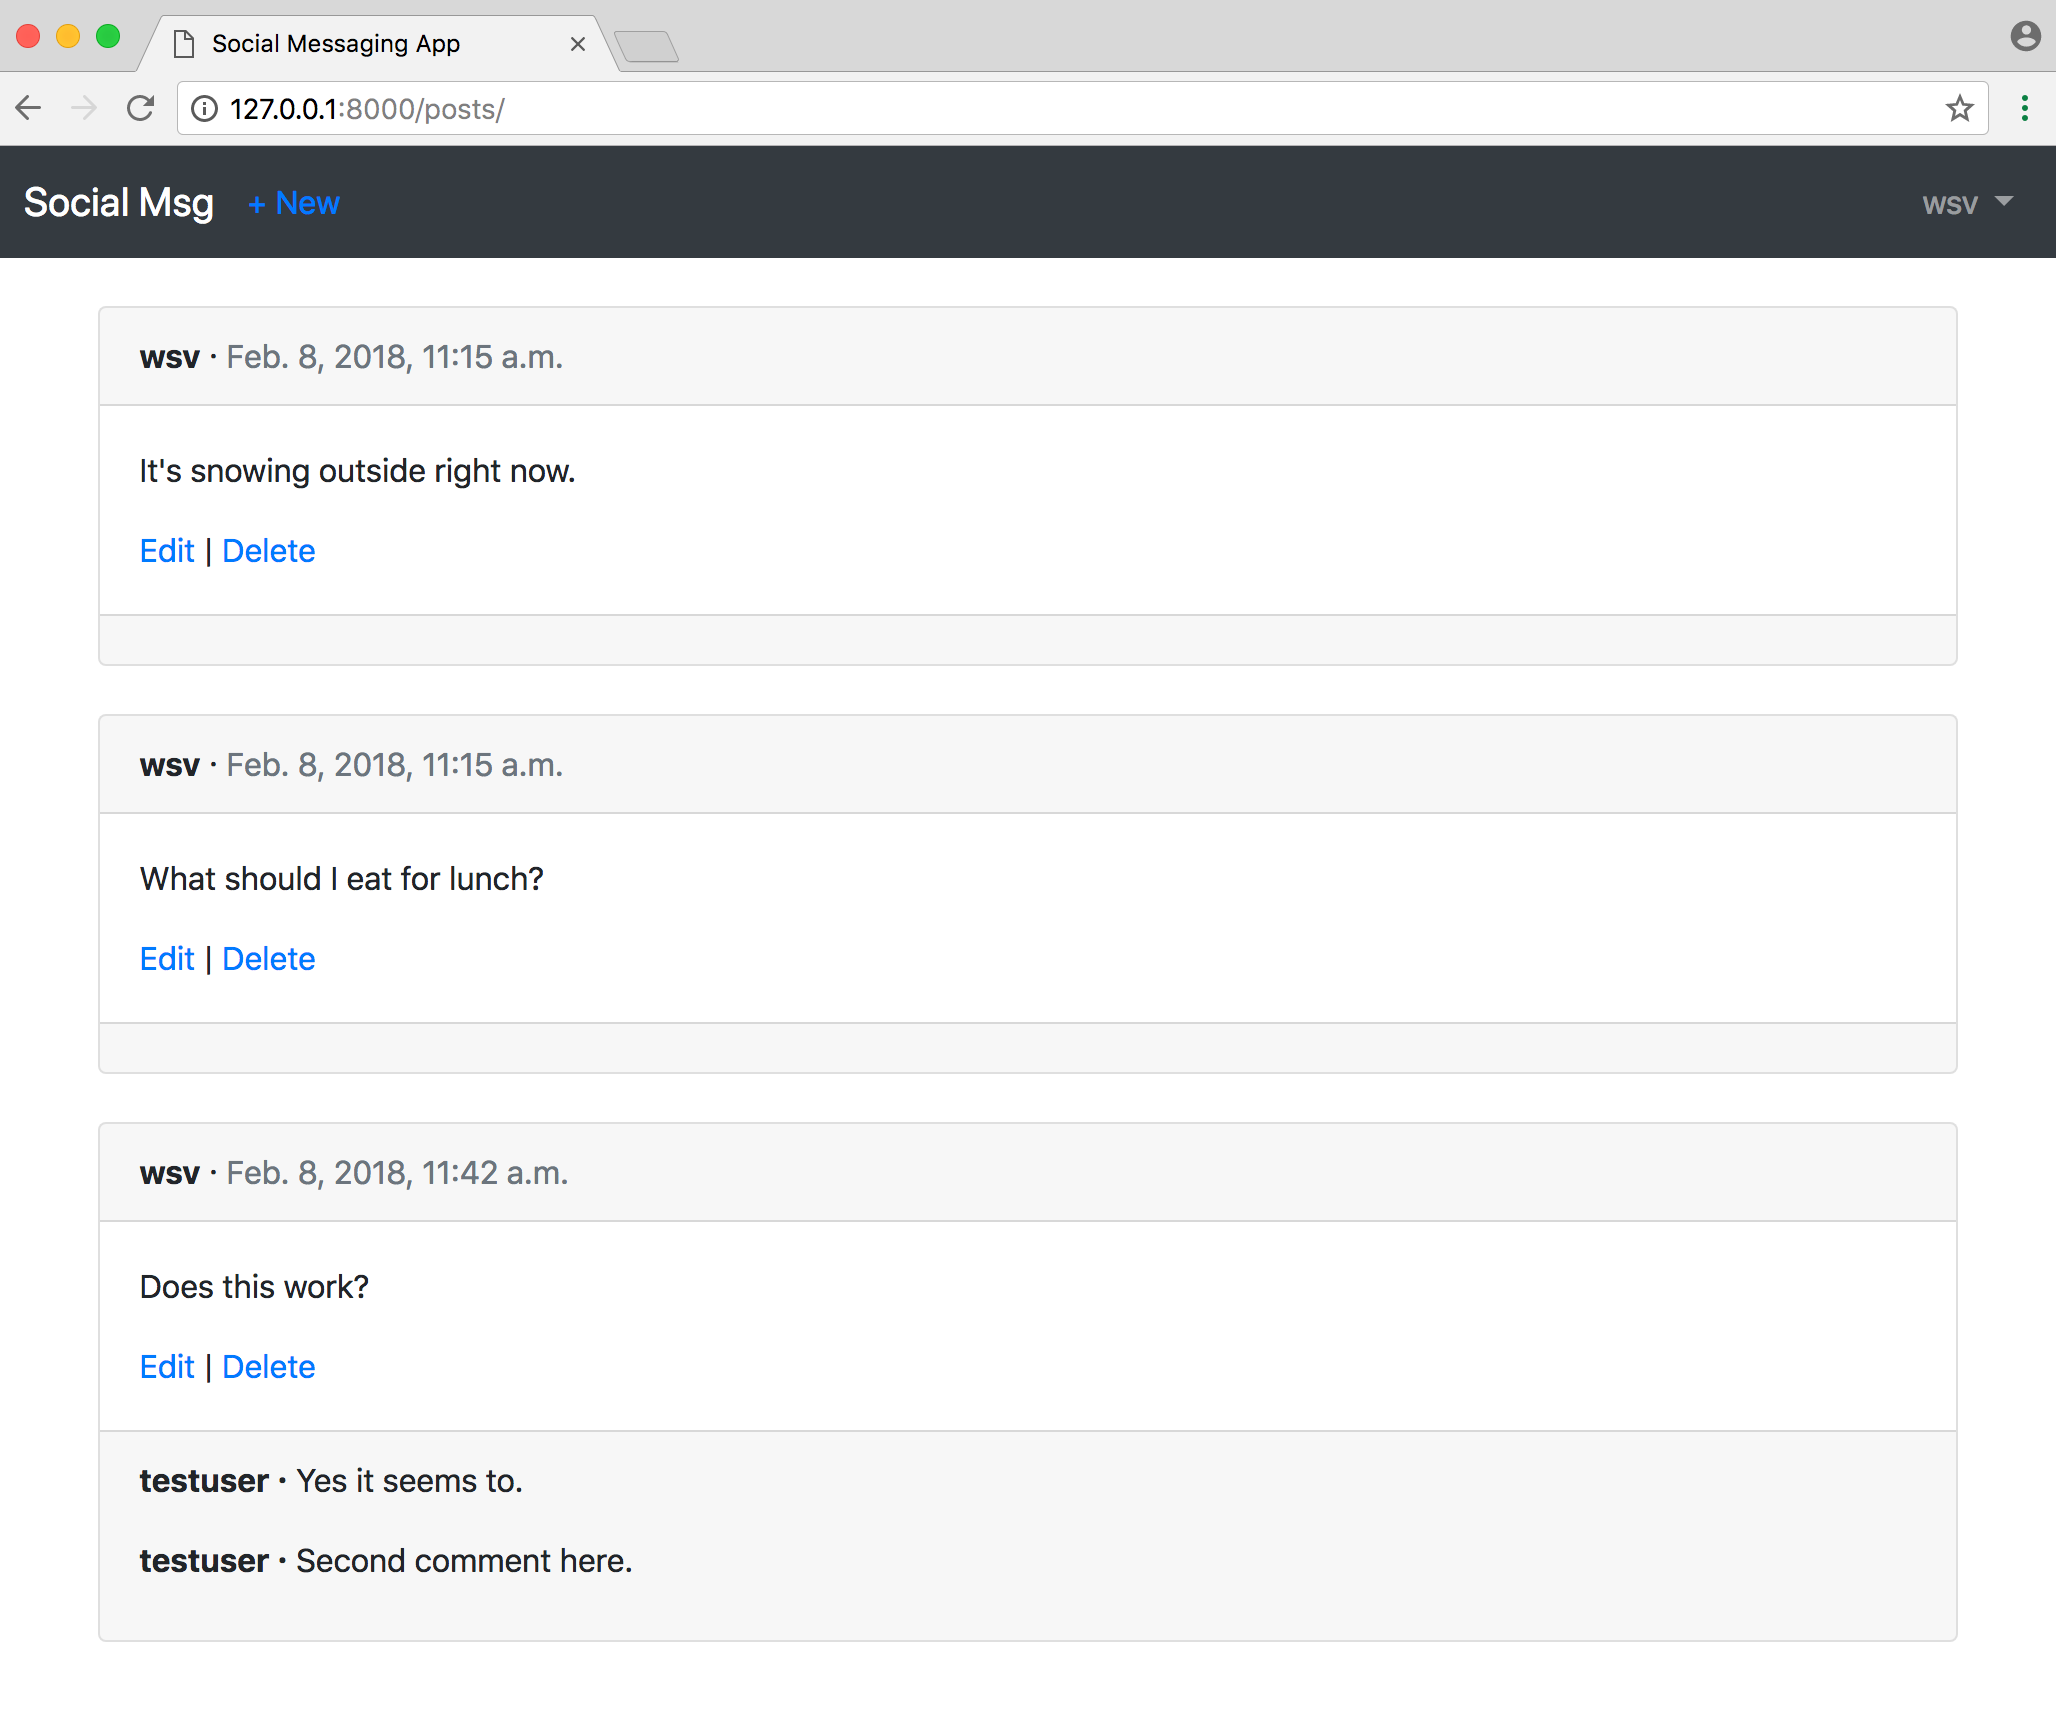 Social Messaging App
127.0.0.1:8000/posts/
Social Msg + New wsv
wsv · Feb. 8, 2018, 11:15 a.m.
It's snowing outside right now.
Edit | Delete
wsv · Feb. 8, 2018, 11:15 a.m.
What should I eat for lunch?
Edit | Delete
wsv · Feb. 8, 2018, 11:42 a.m.
Does this work?
Edit | Delete
testuser · Yes it seems to.
testuser · Second comment here.